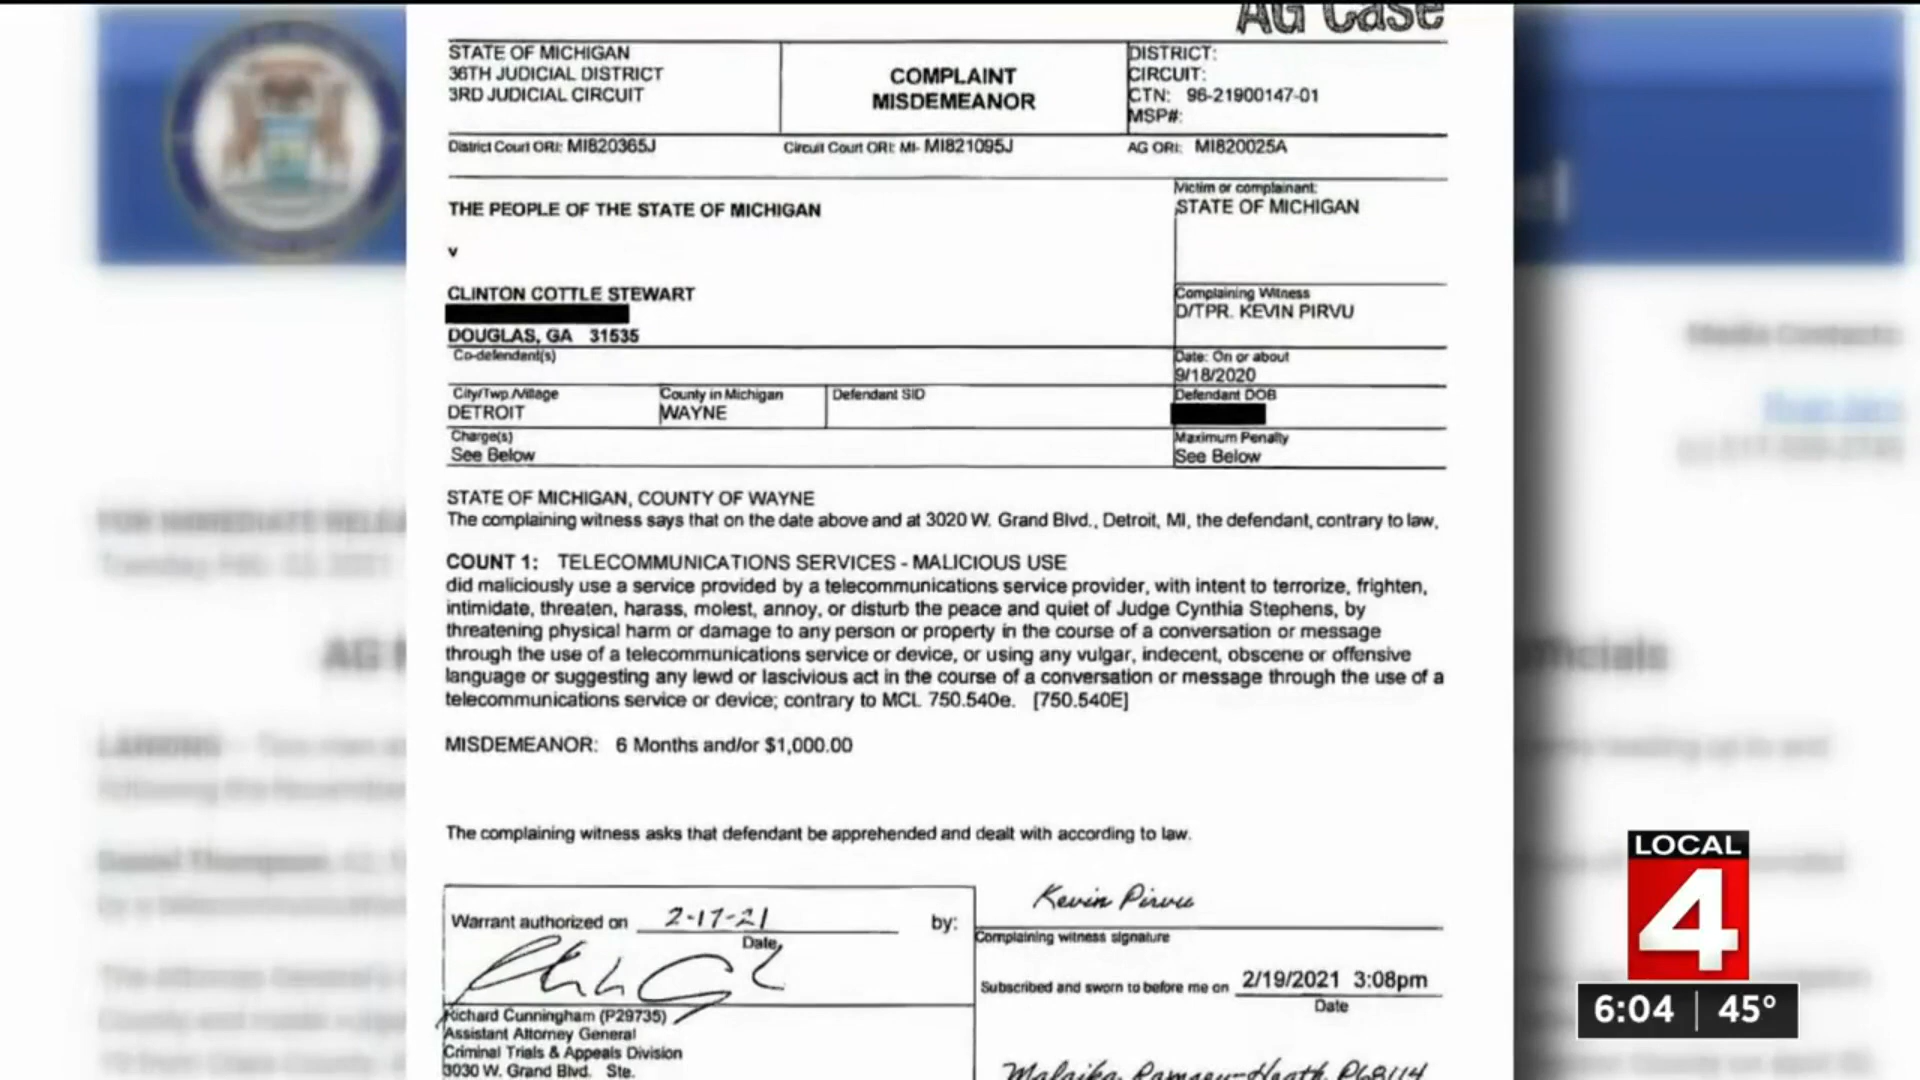 AG Case
STATE OF MICHIGAN
36TH JUDICIAL DISTRICT
3RD JUDICIAL CIRCUIT
COMPLAINT
MISDEMEANOR
DISTRICT:
CIRCUIT:
CTN: 96-21900147-01
MSP#:
District Court ORI: MI820365J
Circuit Court ORI: MI- MI821095J
AG ORI: MI820025A
THE PEOPLE OF THE STATE OF MICHIGAN
v
CLINTON COTTLE STEWART
DOUGLAS, GA 31535
Victim or complainant:
STATE OF MICHIGAN
Complaining Witness
D/TPR. KEVIN PIRVU
Co-defendant(s)
Date: On or about
9/18/2020
City/Twp./Village
DETROIT
County in Michigan
WAYNE
Defendant SID
Defendant DOB
Charge(s)
See Below
Maximum Penalty
See Below
STATE OF MICHIGAN, COUNTY OF WAYNE
The complaining witness says that on the date above and at 3020 W. Grand Blvd., Detroit, MI, the defendant, contrary to law,
COUNT 1: TELECOMMUNICATIONS SERVICES - MALICIOUS USE
did maliciously use a service provided by a telecommunications service provider, with intent to terrorize, frighten,
intimidate, threaten, harass, molest, annoy, or disturb the peace and quiet of Judge Cynthia Stephens, by
threatening physical harm or damage to any person or property in the course of a conversation or message
through the use of a telecommunications service or device, or using any vulgar, indecent, obscene or offensive
language or suggesting any lewd or lascivious act in the course of a conversation or message through the use of a
telecommunications service or device; contrary to MCL 750.540e. [750.540E]
MISDEMEANOR: 6 Months and/or $1,000.00
The complaining witness asks that defendant be apprehended and dealt with according to law.
Warrant authorized on 2-17-21 by:
Date
Richard Cunningham (P29735)
Assistant Attorney General
Criminal Trials & Appeals Division
3030 W. Grand Blvd. Ste.
Kevin Pirvu
Complaining witness signature
Subscribed and sworn to before me on 2/19/2021 3:08pm
Date
Malaika Ramsey-Heath P68114
LOCAL
4
6:04 45°